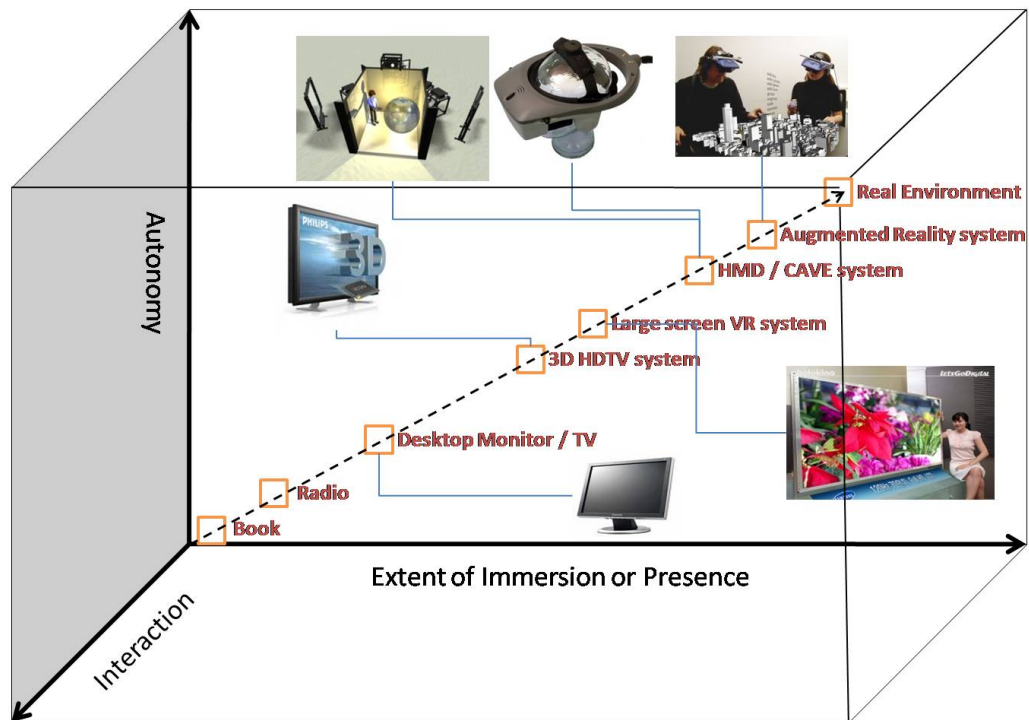 PHILIPS
3D
Real Environment
Augmented Reality system
HMD / CAVE system
Autonomy
Large screen VR system
3D HDTV system
LetsGoDigital
Desktop Monitor / TV
Radio
Book
Extent of Immersion or Presence
Interaction